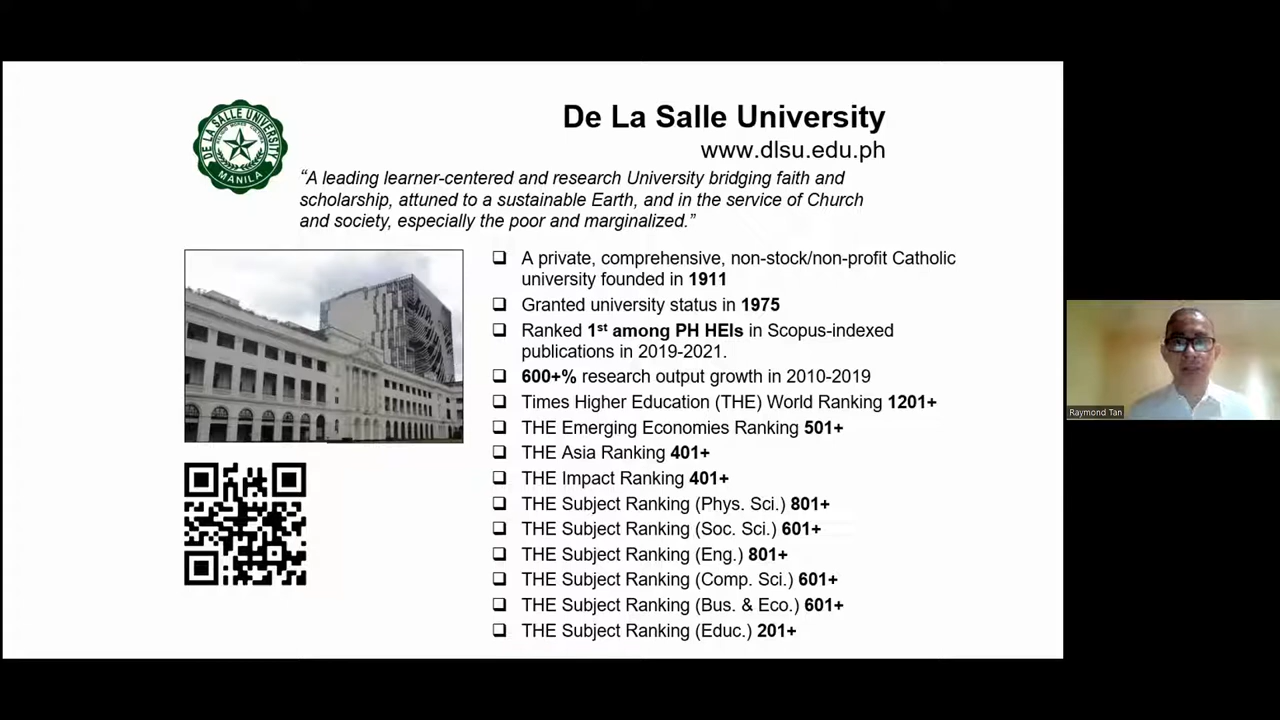 DE LA SALLE UNIVERSITY
MANILA
De La Salle University
www.dlsu.edu.ph
“A leading learner-centered and research University bridging faith and
scholarship, attuned to a sustainable Earth, and in the service of Church
and society, especially the poor and marginalized.”
❑ A private, comprehensive, non-stock/non-profit Catholic
university founded in 1911
❑ Granted university status in 1975
❑ Ranked 1st among PH HEIs in Scopus-indexed
publications in 2019-2021.
❑ 600+% research output growth in 2010-2019
❑ Times Higher Education (THE) World Ranking 1201+
❑ THE Emerging Economies Ranking 501+
❑ THE Asia Ranking 401+
❑ THE Impact Ranking 401+
❑ THE Subject Ranking (Phys. Sci.) 801+
❑ THE Subject Ranking (Soc. Sci.) 601+
❑ THE Subject Ranking (Eng.) 801+
❑ THE Subject Ranking (Comp. Sci.) 601+
❑ THE Subject Ranking (Bus. & Eco.) 601+
❑ THE Subject Ranking (Educ.) 201+
Raymond Tan